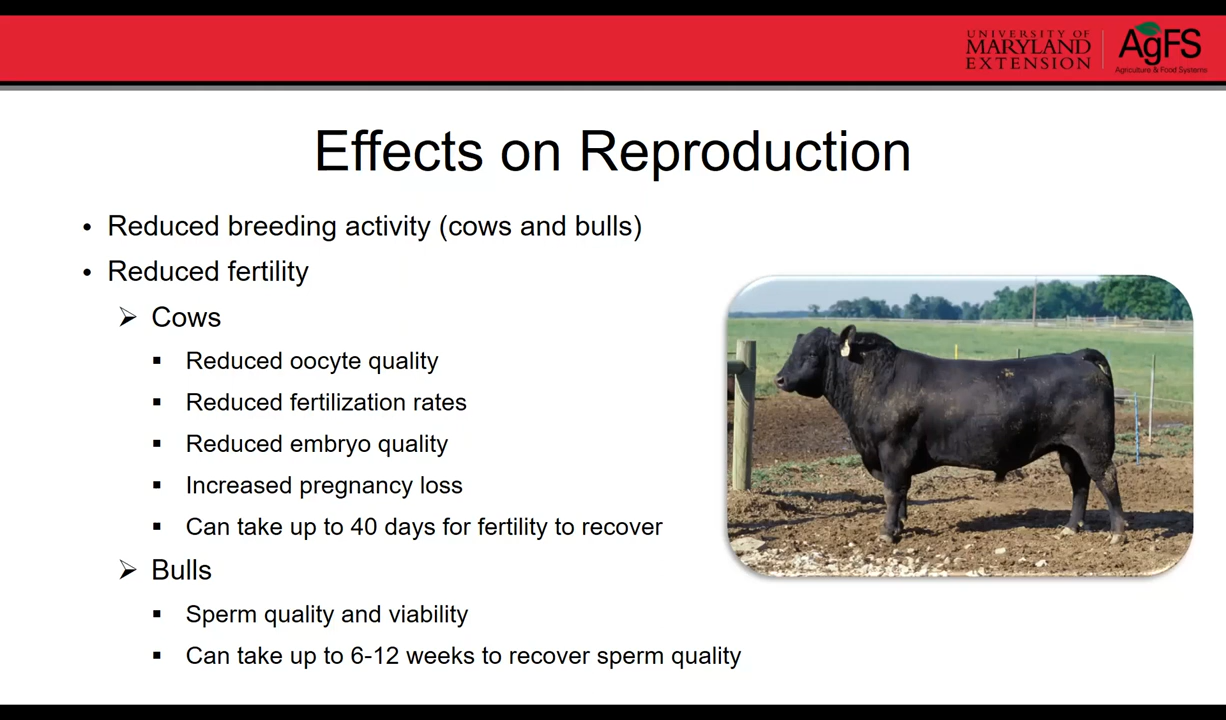 UNIVERSITY OF
MARYLAND
EXTENSION
AgFS
Agriculture & Food Systems
Effects on Reproduction
• Reduced breeding activity (cows and bulls)
• Reduced fertility
➢ Cows
▪ Reduced oocyte quality
▪ Reduced fertilization rates
▪ Reduced embryo quality
▪ Increased pregnancy loss
▪ Can take up to 40 days for fertility to recover
➢ Bulls
▪ Sperm quality and viability
▪ Can take up to 6-12 weeks to recover sperm quality